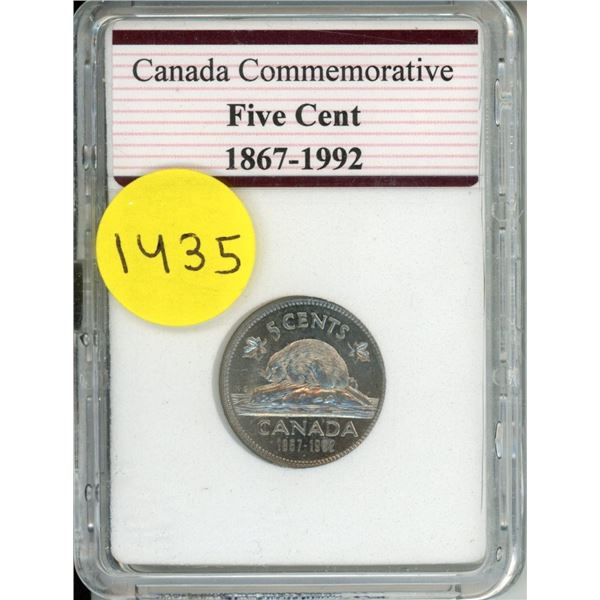 Canada Commemorative
Five Cent
1867-1992
1435
5 CENTS
CANADA
1867-1992